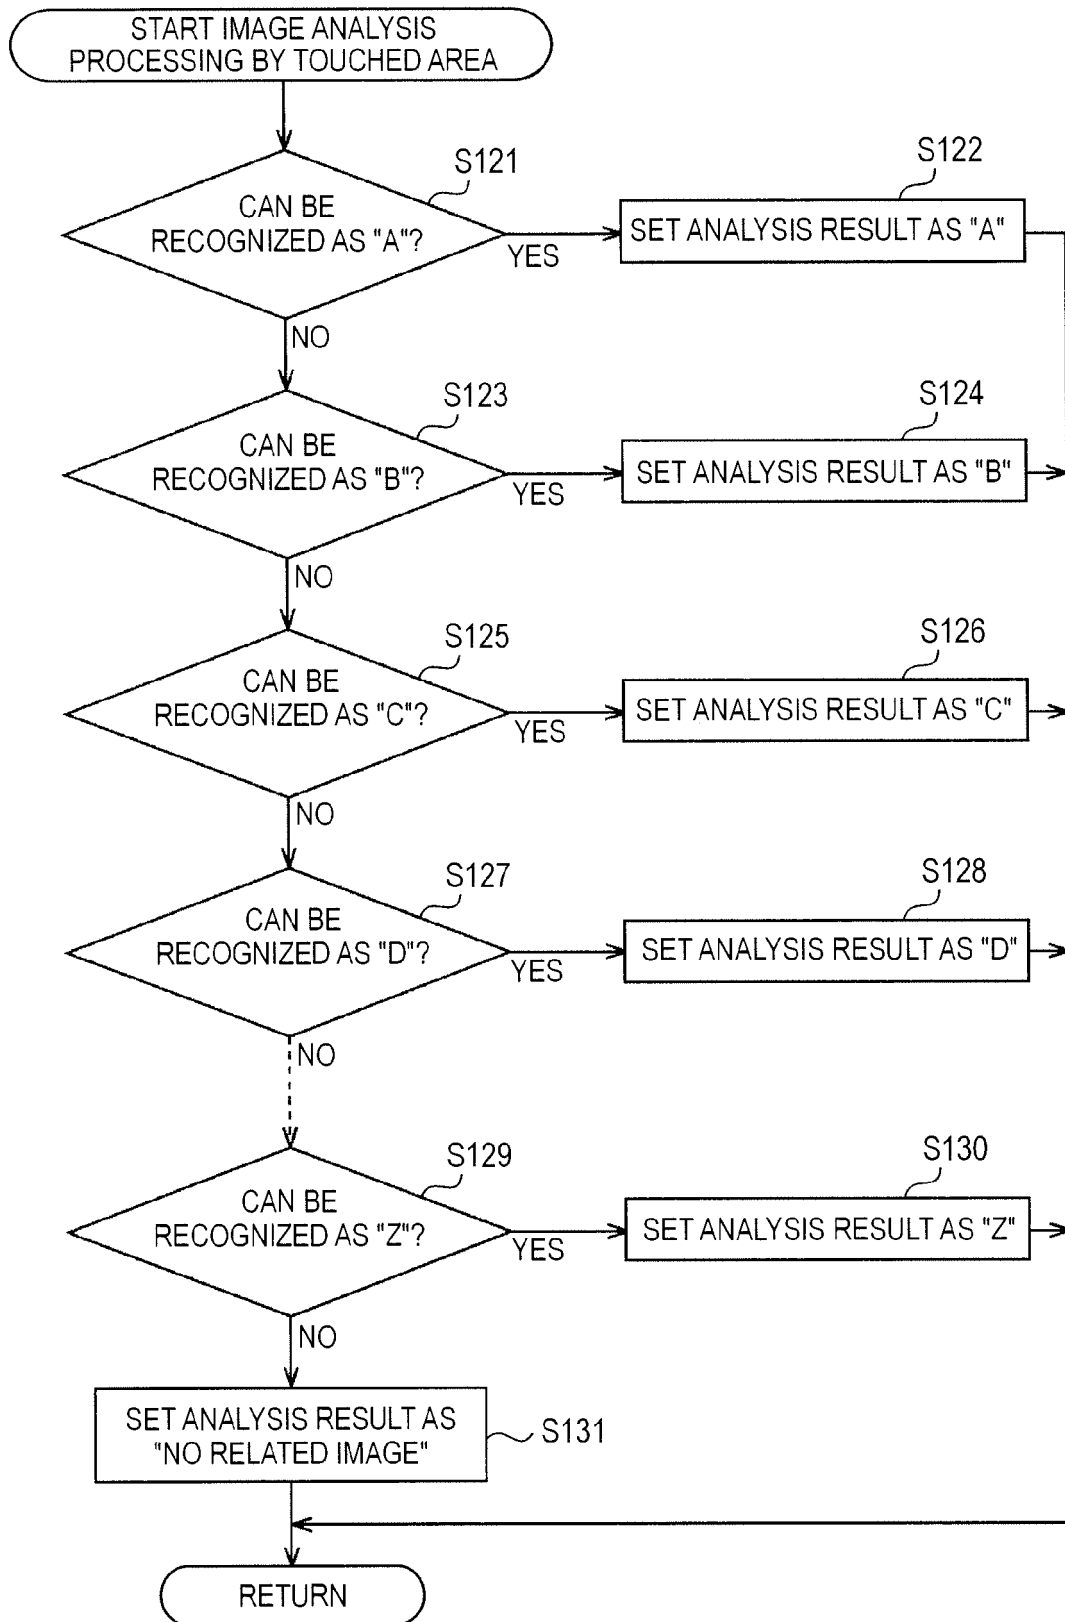 START IMAGE ANALYSIS
PROCESSING BY TOUCHED AREA
S121
CAN BE
RECOGNIZED AS "A"?
YES
S122
SET ANALYSIS RESULT AS "A"
NO
S123
CAN BE
RECOGNIZED AS "B"?
YES
S124
SET ANALYSIS RESULT AS "B"
NO
S125
CAN BE
RECOGNIZED AS "C"?
YES
S126
SET ANALYSIS RESULT AS "C"
NO
S127
CAN BE
RECOGNIZED AS "D"?
YES
S128
SET ANALYSIS RESULT AS "D"
NO
S129
CAN BE
RECOGNIZED AS "Z"?
YES
S130
SET ANALYSIS RESULT AS "Z"
NO
SET ANALYSIS RESULT AS
"NO RELATED IMAGE"
S131
RETURN